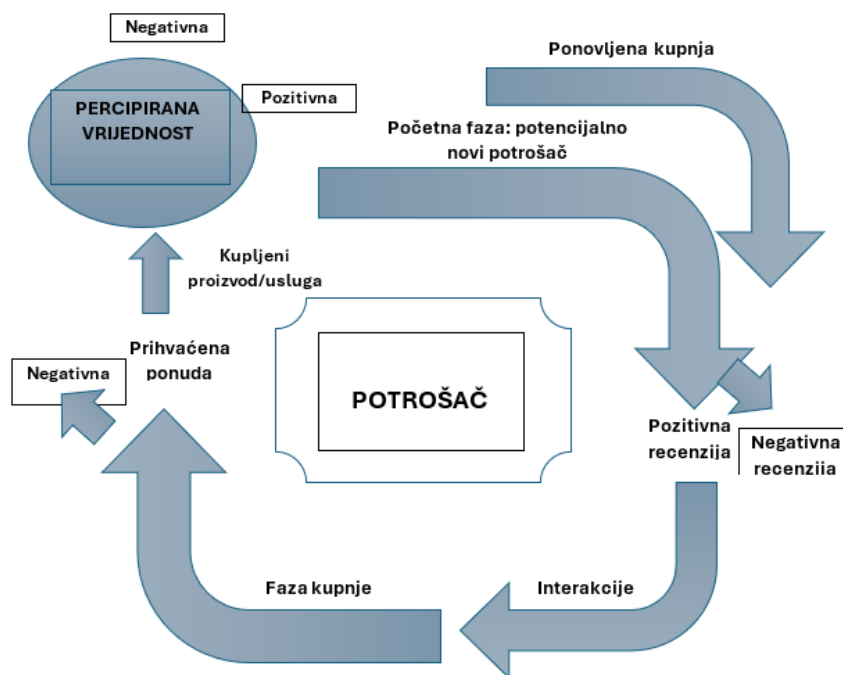 Negativna
Ponovljena kupnja
Pozitivna
PERCIPIRANA
VRIJEDNOST
Početna faza: potencijalno
novi potrošač
Kupljeni
proizvod/usluga
Prihvaćena
ponuda
Negativna
POTROŠAČ
Pozitivna
recenzija
Negativna
recenzija
Faza kupnje
Interakcije